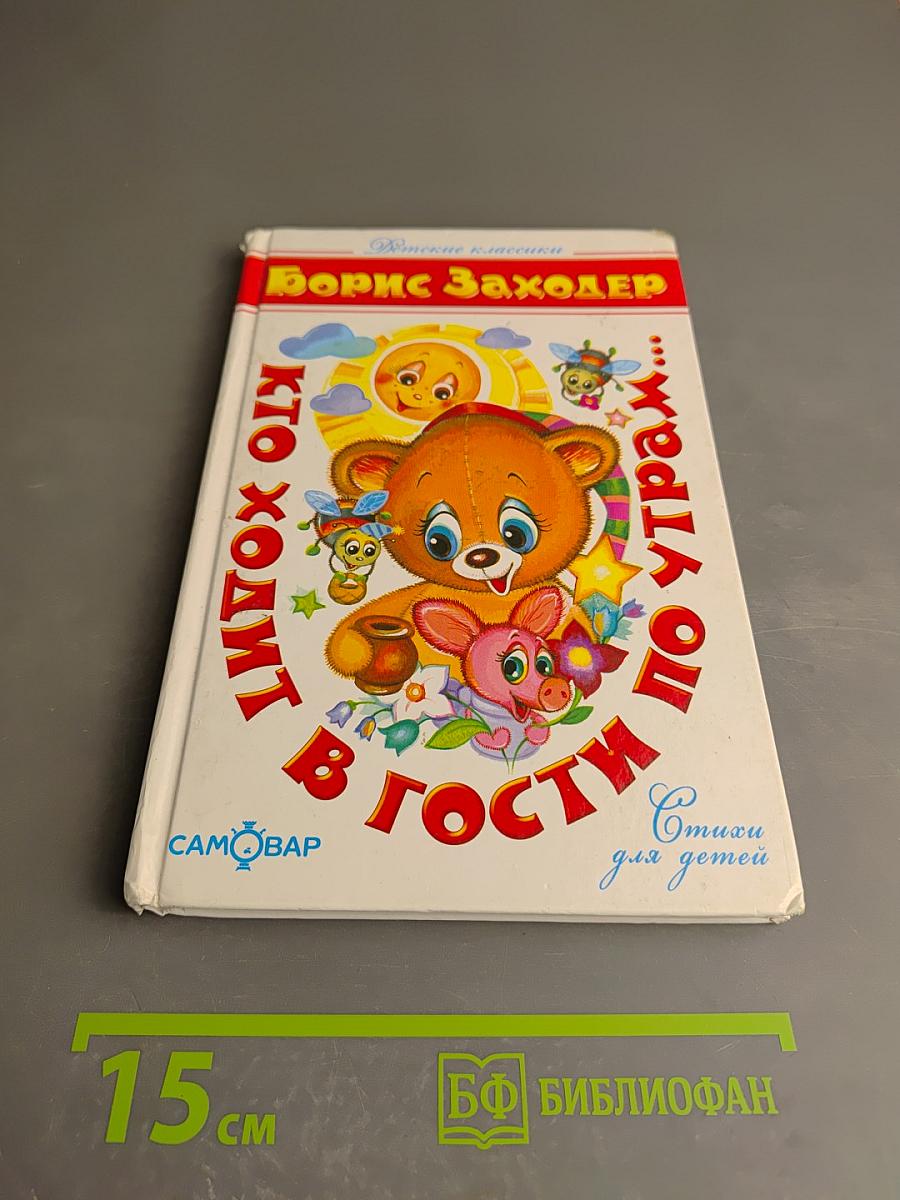 Детские классики
Борис Заходер
КТО ХОДИТ В ГОСТИ ПО УТРАМ...
САМОВАР
Стихи
для детей
15 см
БФ БИБЛИОФАН